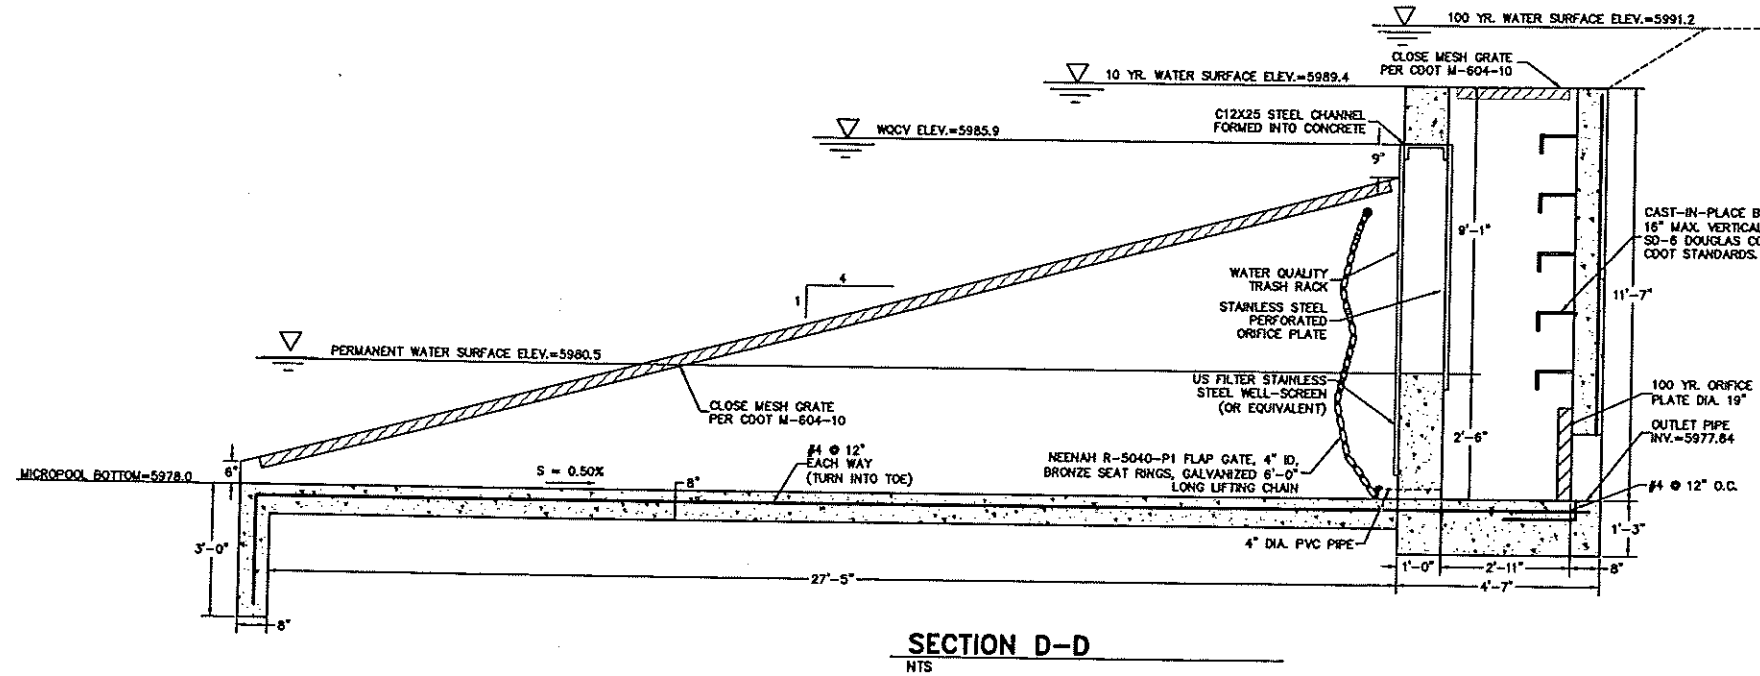 100 YR. WATER SURFACE ELEV.=5991.2
CLOSE MESH GRATE
PER CDOT M-604-10
10 YR. WATER SURFACE ELEV.=5989.4
C12X25 STEEL CHANNEL
FORMED INTO CONCRETE
WQCV ELEV.=5985.9
9"
CAST-IN-PLACE B
16" MAX. VERTICAL
SD-6 DOUGLAS CO
CDOT STANDARDS.
9'-1"
11'-7"
WATER QUALITY
TRASH RACK
STAINLESS STEEL
PERFORATED
ORIFICE PLATE
4
1
PERMANENT WATER SURFACE ELEV.=5980.5
US FILTER STAINLESS
STEEL WELL-SCREEN
(OR EQUIVALENT)
100 YR. ORIFICE
PLATE DIA. 19"
OUTLET PIPE
INV.=5977.84
CLOSE MESH GRATE
PER CDOT M-604-10
2'-6"
#4 @ 12"
EACH WAY
(TURN INTO TOE)
NEENAH R-5040-P1 FLAP GATE, 4" ID,
BRONZE SEAT RINGS, GALVANIZED 6'-0"
LONG LIFTING CHAIN
6"
MICROPOOL BOTTOM=5978.0
S = 0.50%
8"
#4 @ 12" O.C.
1'-3"
4" DIA. PVC PIPE
3'-0"
27'-5"
1'-0"
2'-11"
8"
4'-7"
8"
SECTION D-D
NTS